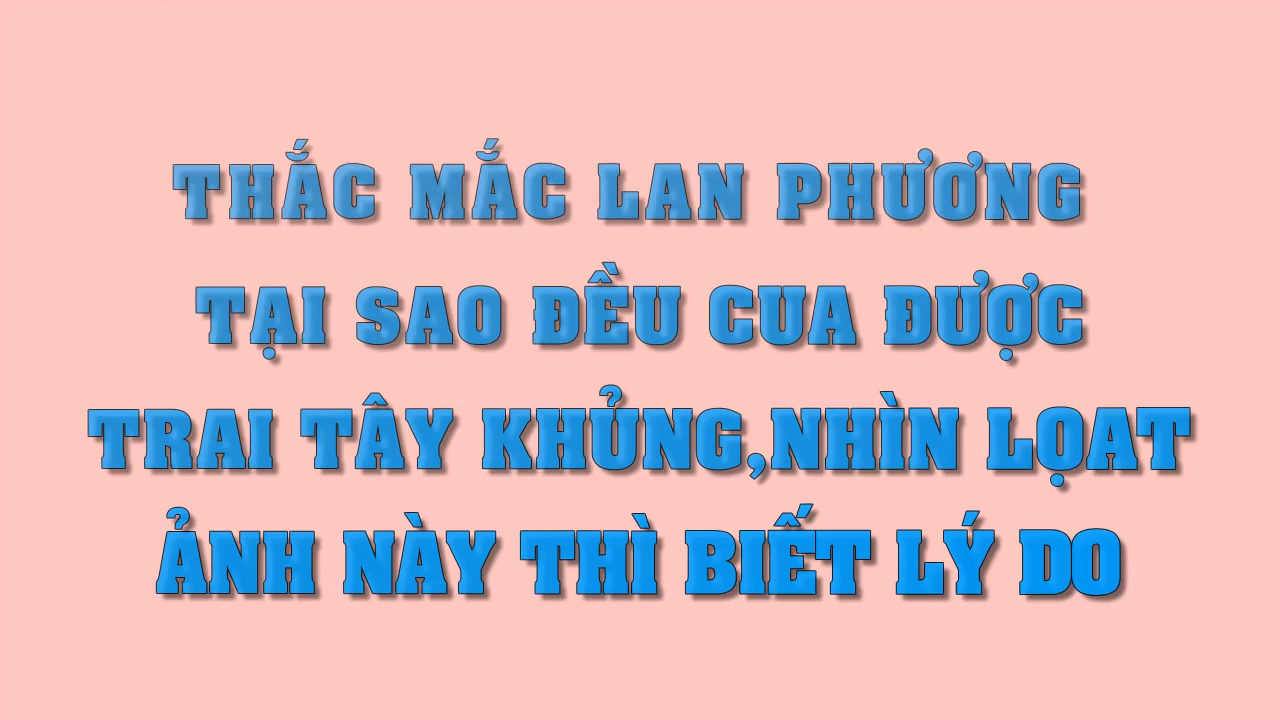 THẮC MẮC LAN PHƯƠNG
TẠI SAO ĐỀU CUA ĐƯỢC
TRAI TÂY KHỦNG,NHÌN LỌAT
ẢNH NÀY THÌ BIẾT LÝ DO